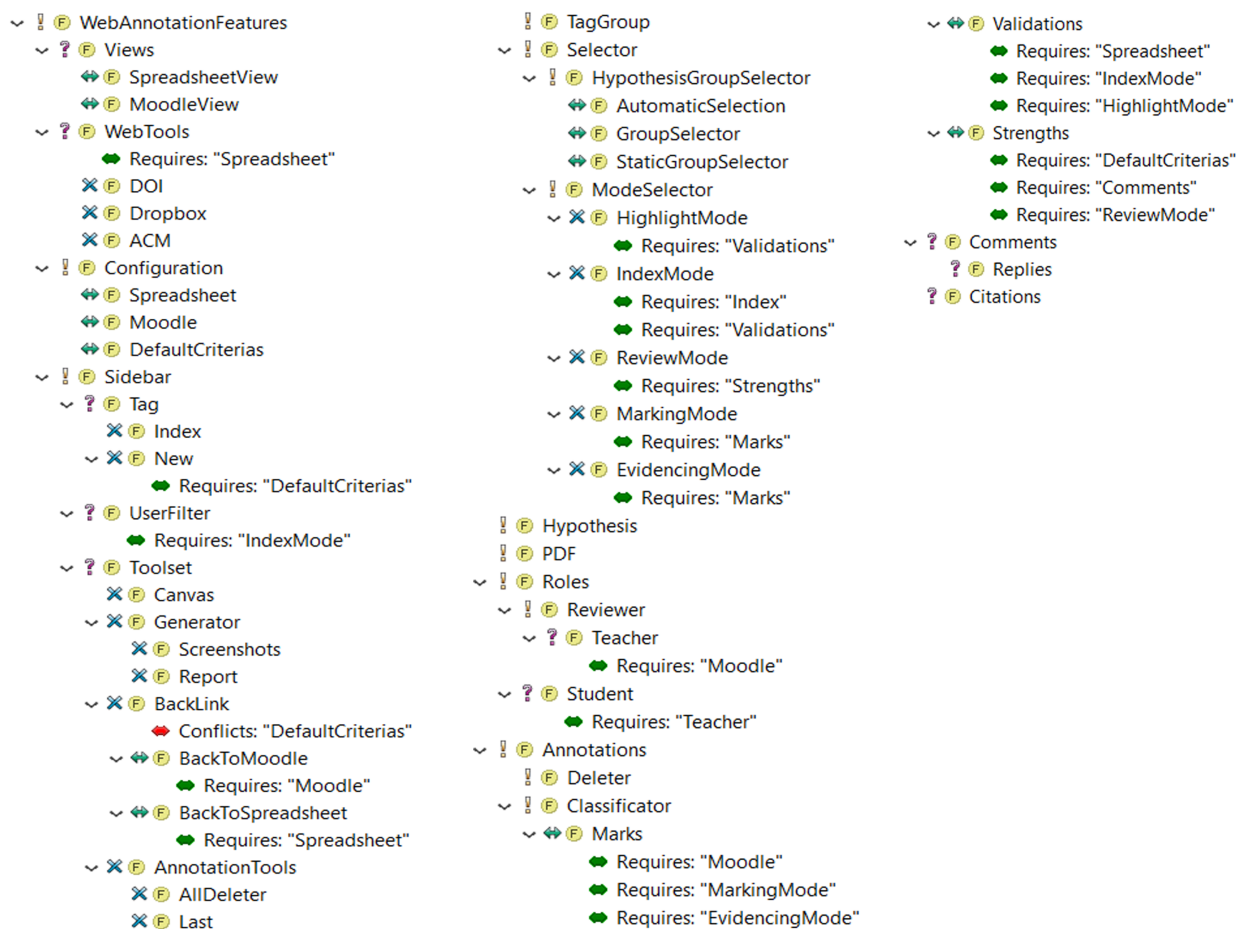 WebAnnotationFeatures
Views
SpreadsheetView
MoodleView
WebTools
Requires: "Spreadsheet"
DOI
Dropbox
ACM
Configuration
Spreadsheet
Moodle
DefaultCriterias
Sidebar
Tag
Index
New
Requires: "DefaultCriterias"
UserFilter
Requires: "IndexMode"
Toolset
Canvas
Generator
Screenshots
Report
BackLink
Conflicts: "DefaultCriterias"
BackToMoodle
Requires: "Moodle"
BackToSpreadsheet
Requires: "Spreadsheet"
AnnotationTools
AllDeleter
Last
TagGroup
Selector
HypothesisGroupSelector
AutomaticSelection
GroupSelector
StaticGroupSelector
ModeSelector
HighlightMode
Requires: "Validations"
IndexMode
Requires: "Index"
Requires: "Validations"
ReviewMode
Requires: "Strengths"
MarkingMode
Requires: "Marks"
EvidencingMode
Requires: "Marks"
Hypothesis
PDF
Roles
Reviewer
Teacher
Requires: "Moodle"
Student
Requires: "Teacher"
Annotations
Deleter
Classificator
Marks
Requires: "Moodle"
Requires: "MarkingMode"
Requires: "EvidencingMode"
Validations
Requires: "Spreadsheet"
Requires: "IndexMode"
Requires: "HighlightMode"
Strengths
Requires: "DefaultCriterias"
Requires: "Comments"
Requires: "ReviewMode"
Comments
Replies
Citations